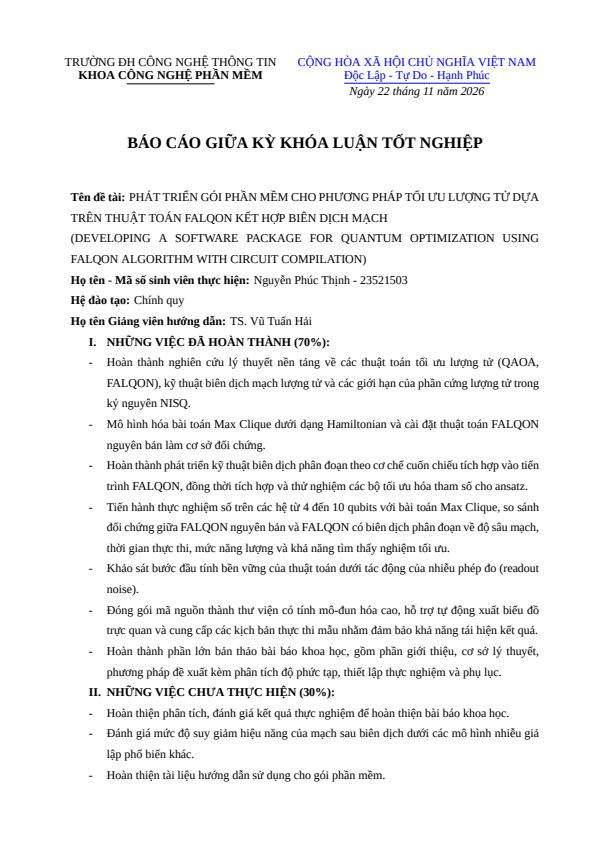 TRƯỜNG ĐH CÔNG NGHỆ THÔNG TIN
KHOA CÔNG NGHỆ PHẦN MỀM
CỘNG HÒA XÃ HỘI CHỦ NGHĨA VIỆT NAM
Độc Lập - Tự Do - Hạnh Phúc
Ngày 22 tháng 11 năm 2026
BÁO CÁO GIỮA KỲ KHÓA LUẬN TỐT NGHIỆP
Tên đề tài: PHÁT TRIỂN GÓI PHẦN MỀM CHO PHƯƠNG PHÁP TỐI ƯU LƯỢNG TỬ DỰA
TRÊN THUẬT TOÁN FALQON KẾT HỢP BIÊN DỊCH MẠCH
(DEVELOPING A SOFTWARE PACKAGE FOR QUANTUM OPTIMIZATION USING
FALQON ALGORITHM WITH CIRCUIT COMPILATION)
Họ tên - Mã số sinh viên thực hiện: Nguyễn Phúc Thịnh - 23521503
Hệ đào tạo: Chính quy
Họ tên Giảng viên hướng dẫn: TS. Vũ Tuấn Hải
I. NHỮNG VIỆC ĐÃ HOÀN THÀNH (70%):
- Hoàn thành nghiên cứu lý thuyết nền tảng về các thuật toán tối ưu lượng tử (QAOA,
FALQON), kỹ thuật biên dịch mạch lượng tử và các giới hạn của phần cứng lượng tử trong
kỷ nguyên NISQ.
- Mô hình hóa bài toán Max Clique dưới dạng Hamiltonian và cài đặt thuật toán FALQON
nguyên bản làm cơ sở đối chứng.
- Hoàn thành phát triển kỹ thuật biên dịch phân đoạn theo cơ chế cuốn chiếu tích hợp vào tiến
trình FALQON, đồng thời tích hợp và thử nghiệm các bộ tối ưu hóa tham số cho ansatz.
- Tiến hành thực nghiệm số trên các hệ từ 4 đến 10 qubits với bài toán Max Clique, so sánh
đối chứng giữa FALQON nguyên bản và FALQON có biên dịch phân đoạn về độ sâu mạch,
thời gian thực thi, mức năng lượng và khả năng tìm thấy nghiệm tối ưu.
- Khảo sát bước đầu tính bền vững của thuật toán dưới tác động của nhiễu phép đo (readout
noise).
- Đóng gói mã nguồn thành thư viện có tính mô-đun hóa cao, hỗ trợ tự động xuất biểu đồ
trực quan và cung cấp các kịch bản thực thi mẫu nhằm đảm bảo khả năng tái hiện kết quả.
- Hoàn thành phần lớn bản thảo bài báo khoa học, gồm phần giới thiệu, cơ sở lý thuyết,
phương pháp đề xuất kèm phân tích độ phức tạp, thiết lập thực nghiệm và phụ lục.
II. NHỮNG VIỆC CHƯA THỰC HIỆN (30%):
- Hoàn thiện phân tích, đánh giá kết quả thực nghiệm để hoàn thiện bài báo khoa học.
- Đánh giá mức độ suy giảm hiệu năng của mạch sau biên dịch dưới các mô hình nhiễu giả
lập phổ biến khác.
- Hoàn thiện tài liệu hướng dẫn sử dụng cho gói phần mềm.